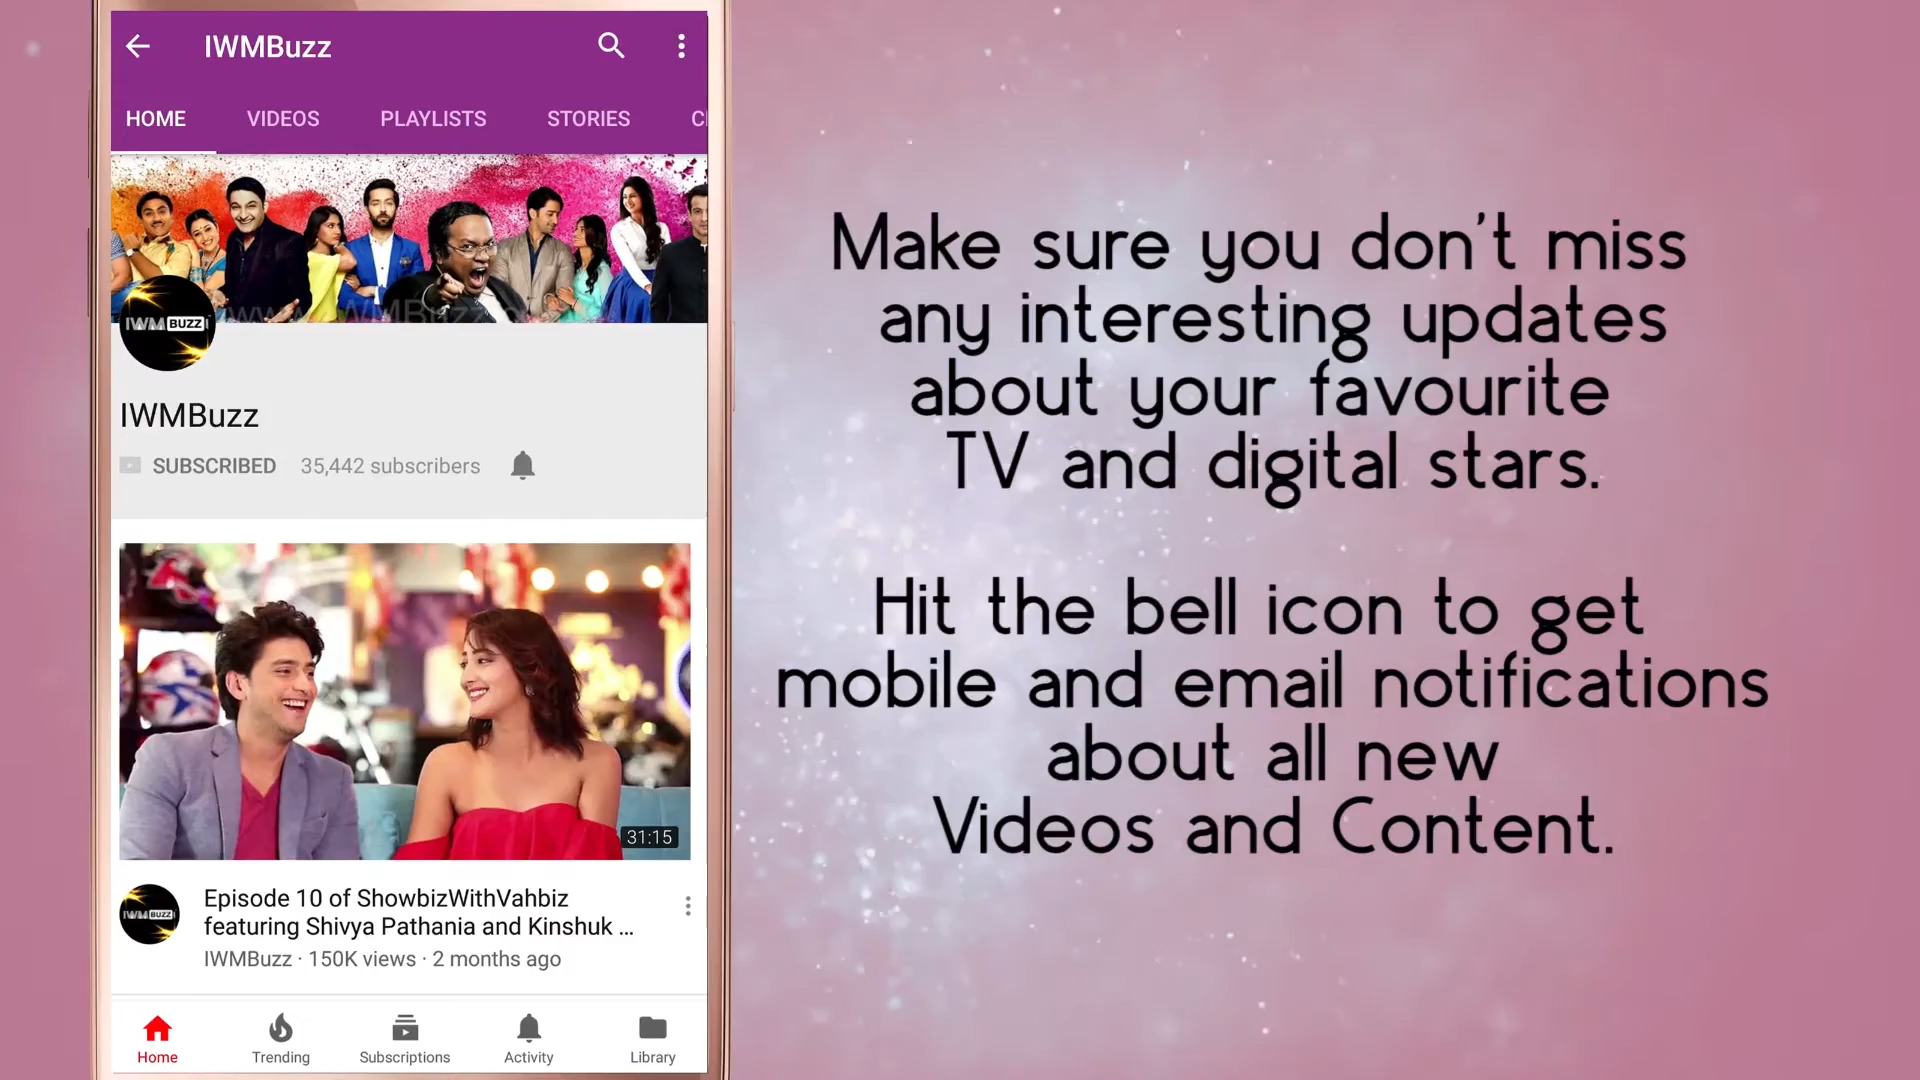 IWMBuzz
HOME VIDEOS PLAYLISTS STORIES
IWMBUZZ
IWMBuzz
SUBSCRIBED 35,442 subscribers
31:15
IWMBUZZ
Episode 10 of ShowbizWithVahbiz
featuring Shivya Pathania and Kinshuk ...
IWMBuzz · 150K views · 2 months ago
Home Trending Subscriptions Activity Library
Make sure you don't miss
any interesting updates
about your favourite
TV and digital stars.
Hit the bell icon to get
mobile and email notifications
about all new
Videos and Content.